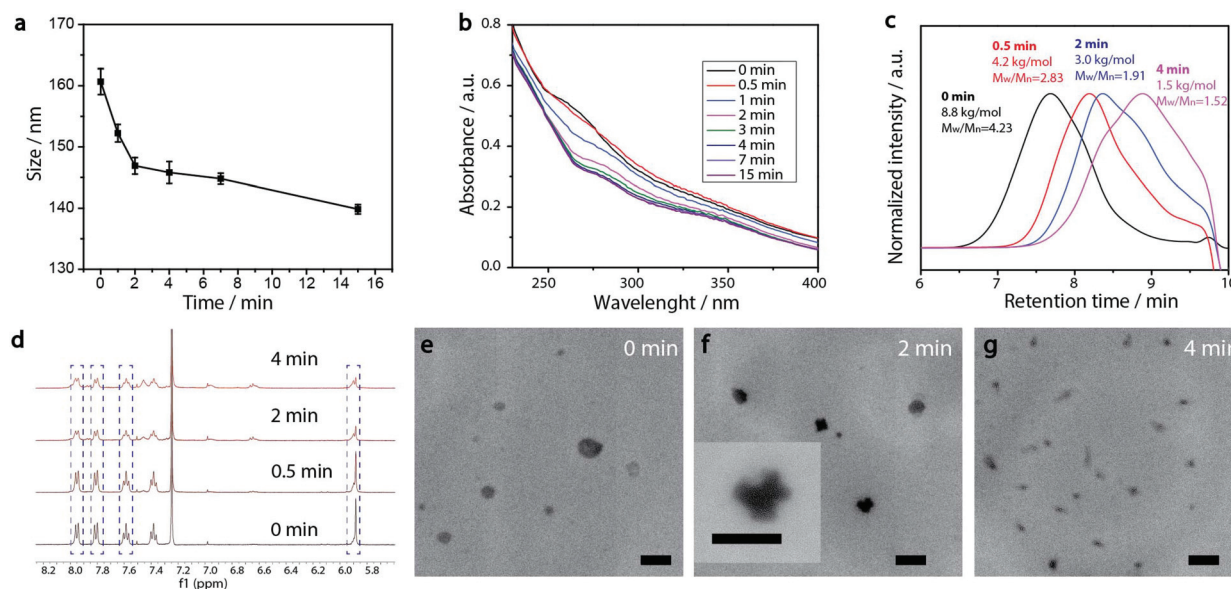 a
170
160
150
140
130
Size / nm
0 2 4 6 8 10 12 14 16
Time / min
b
0.8
0.6
0.4
0.2
0.0
Absorbance / a.u.
0 min
0.5 min
1 min
2 min
3 min
4 min
7 min
15 min
250 300 350 400
Wavelenght / nm
c
Normalized intensity / a.u.
0 min
8.8 kg/mol
Mw/Mn=4.23
0.5 min
4.2 kg/mol
Mw/Mn=2.83
2 min
3.0 kg/mol
Mw/Mn=1.91
4 min
1.5 kg/mol
Mw/Mn=1.52
6 7 8 9 10
Retention time / min
d
4 min
2 min
0.5 min
0 min
8.2 8.0 7.8 7.6 7.4 7.2 7.0 6.8 6.6 6.4 6.2 6.0 5.8
f1 (ppm)
e
0 min
f
2 min
g
4 min